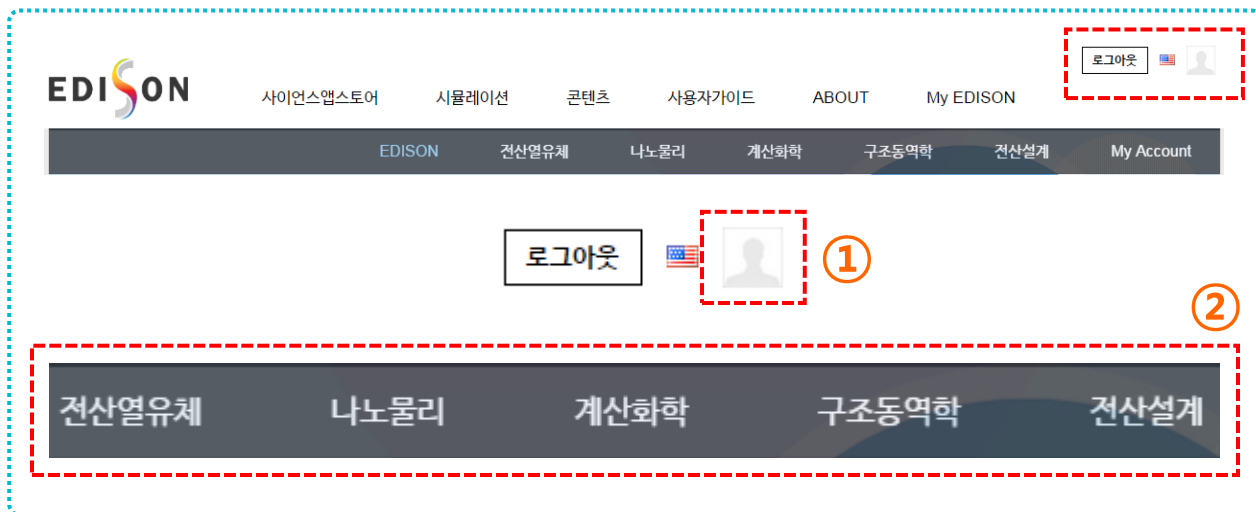 로그아웃
EDISON
사이언스앱스토어 시뮬레이션 콘텐츠 사용자가이드 ABOUT My EDISON
EDISON 전산열유체 나노물리 계산화학 구조동역학 전산설계 My Account
로그아웃 ①
②
전산열유체 나노물리 계산화학 구조동역학 전산설계